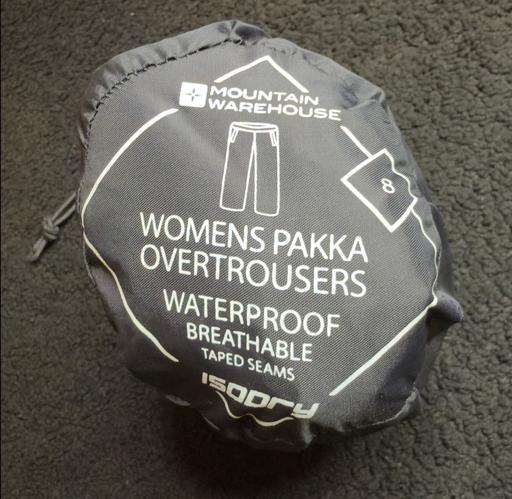 MOUNTAIN
WAREHOUSE
8
WOMENS PAKKA
OVERTROUSERS
WATERPROOF
BREATHABLE
TAPED SEAMS
ISODRY